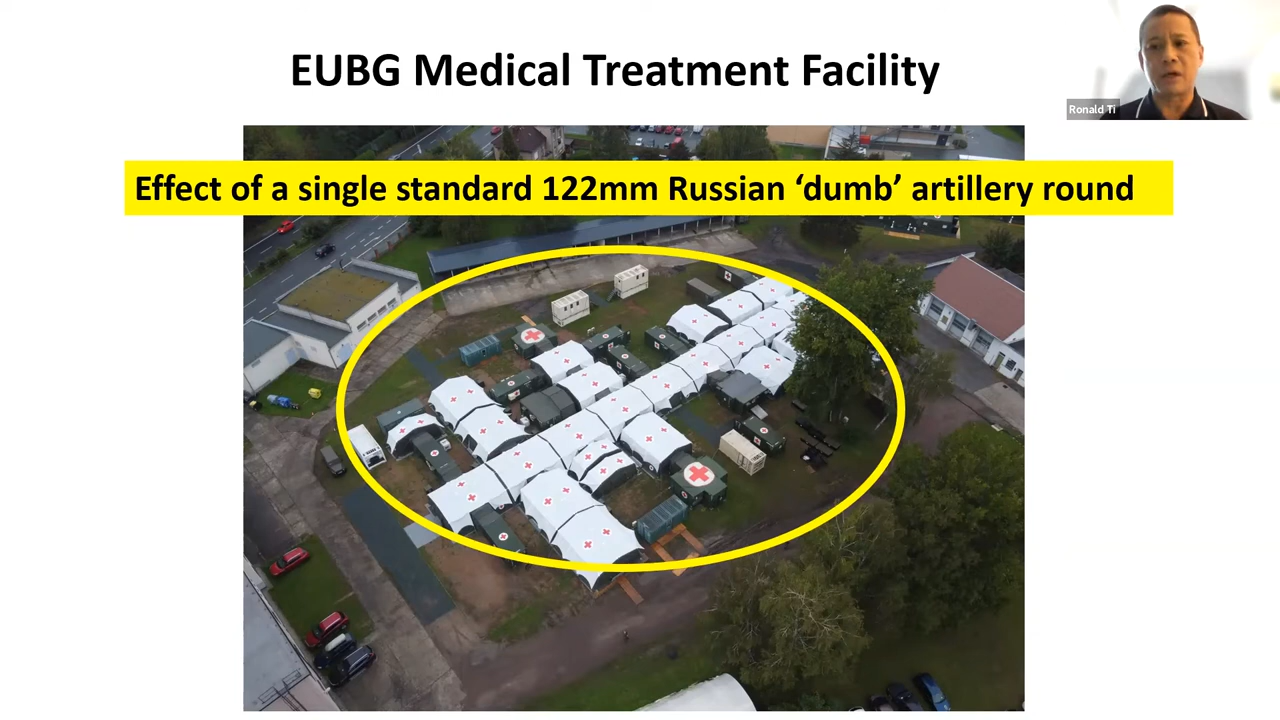 EUBG Medical Treatment Facility
Ronald Ti
Effect of a single standard 122mm Russian ‘dumb’ artillery round